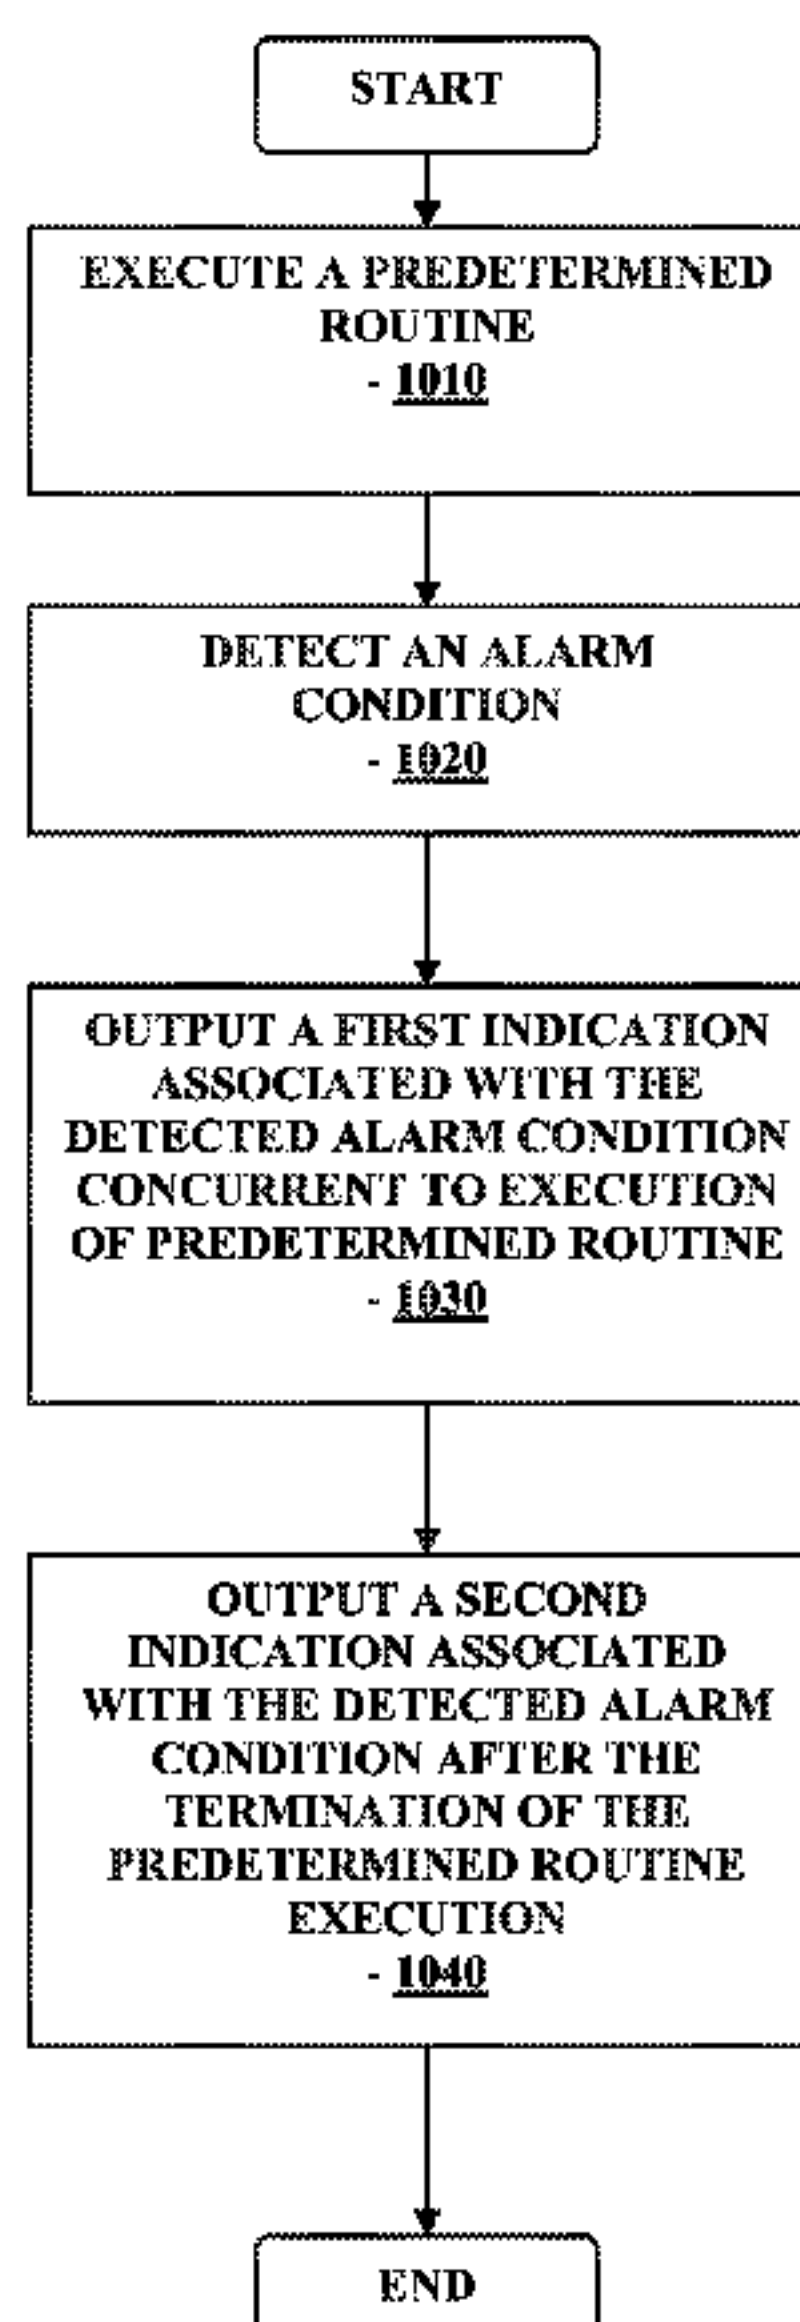 START
EXECUTE A PREDETERMINED
ROUTINE
- 1010
DETECT AN ALARM
CONDITION
- 1020
OUTPUT A FIRST INDICATION
ASSOCIATED WITH THE
DETECTED ALARM CONDITION
CONCURRENT TO EXECUTION
OF PREDETERMINED ROUTINE
- 1030
OUTPUT A SECOND
INDICATION ASSOCIATED
WITH THE DETECTED ALARM
CONDITION AFTER THE
TERMINATION OF THE
PREDETERMINED ROUTINE
EXECUTION
- 1040
END